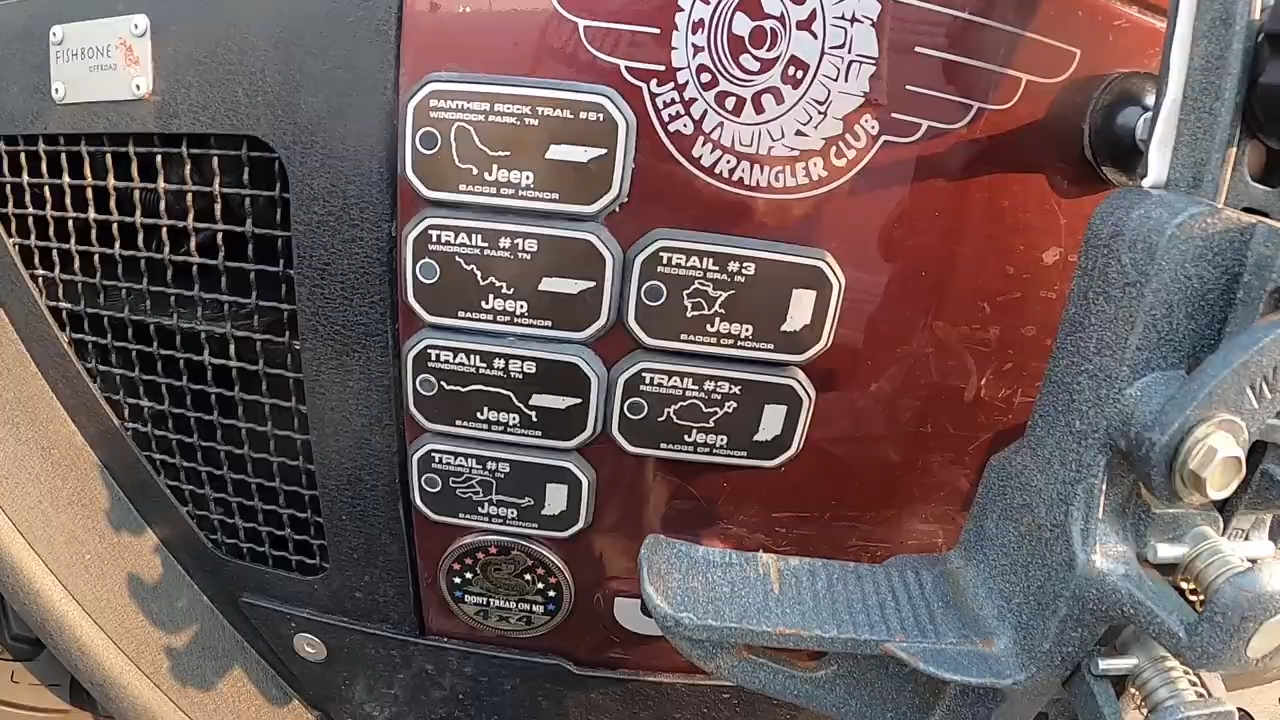 FISHBONE
OFFROAD
JEEP WRANGLER CLUB
PANTHER ROCK TRAIL #51
WINDROCK PARK, TN
Jeep
BADGE OF HONOR
TRAIL #16
WINDROCK PARK, TN
Jeep
BADGE OF HONOR
TRAIL #3
REDBIRD SRA, IN
Jeep
BADGE OF HONOR
TRAIL #26
WINDROCK PARK, TN
Jeep
BADGE OF HONOR
TRAIL #3x
REDBIRD SRA, IN
Jeep
BADGE OF HONOR
TRAIL #5
REDBIRD SRA, IN
Jeep
BADGE OF HONOR
DONT TREAD ON ME
4x4